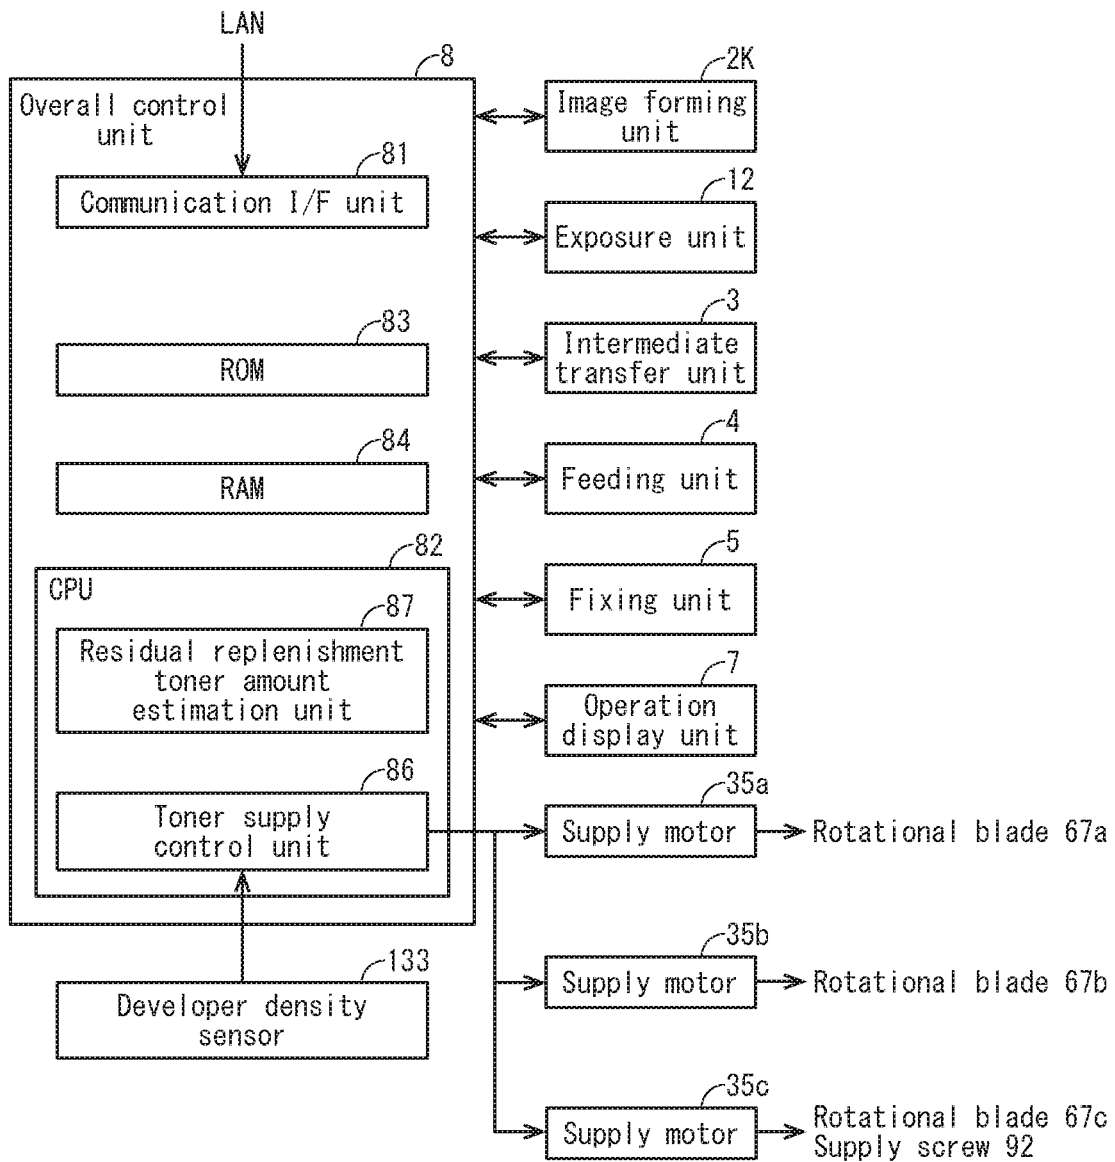 LAN
8
Overall control
unit
81
Communication I/F unit
83
ROM
84
RAM
82
CPU
87
Residual replenishment
toner amount
estimation unit
86
Toner supply
control unit
133
Developer density
sensor
2K
Image forming
unit
12
Exposure unit
3
Intermediate
transfer unit
4
Feeding unit
5
Fixing unit
7
Operation
display unit
35a
Supply motor
Rotational blade 67a
35b
Supply motor
Rotational blade 67b
35c
Supply motor
Rotational blade 67c
Supply screw 92